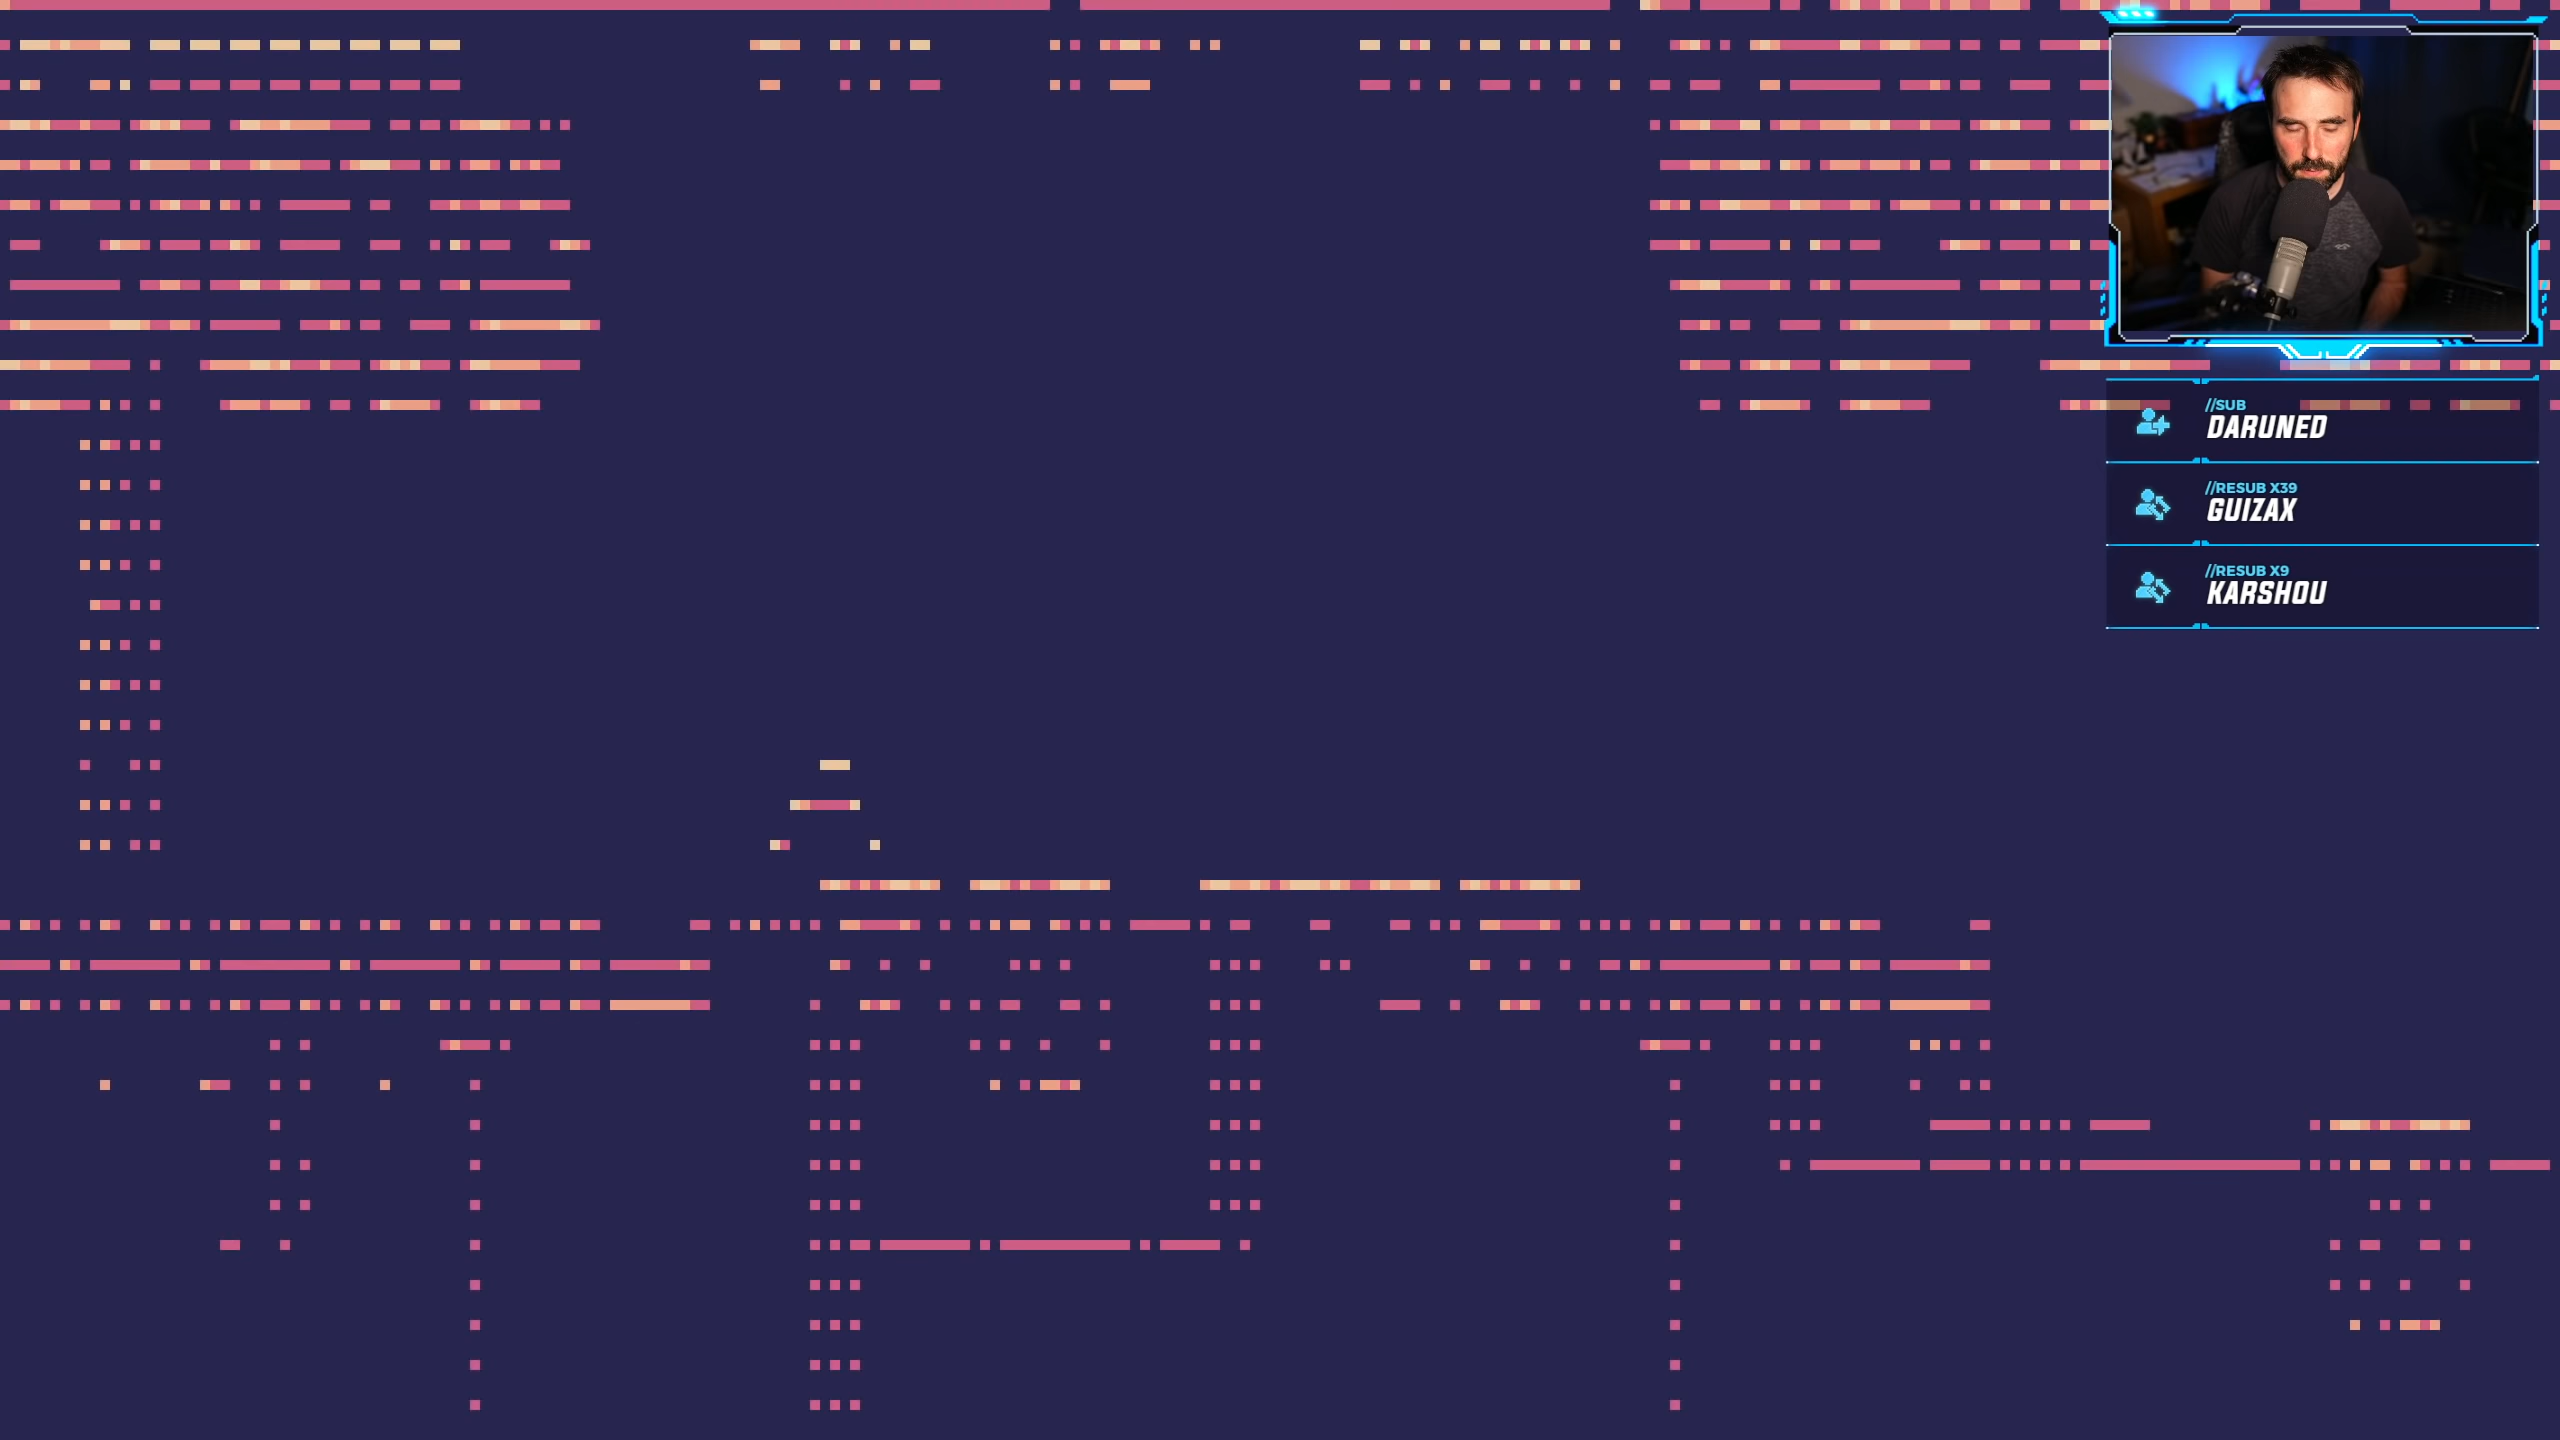 //SUB
DARUNED
//RESUB X39
GUIZAX
//RESUB X9
KARSHOU